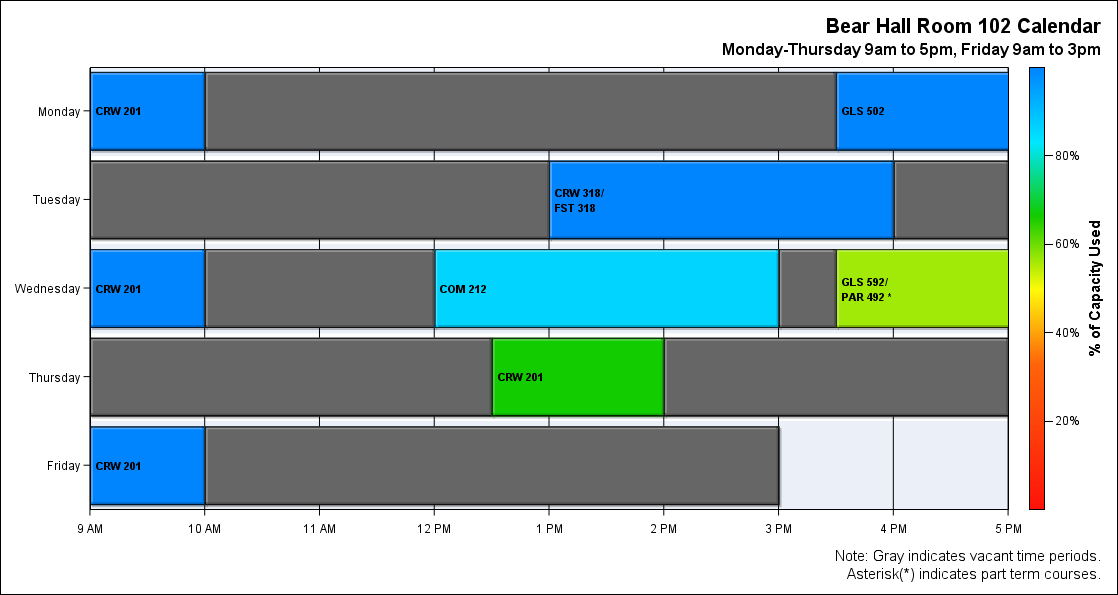 Bear Hall Room 102 Calendar
Monday-Thursday 9am to 5pm, Friday 9am to 3pm
Monday
CRW 201
GLS 502
Tuesday
CRW 318/
FST 318
Wednesday
CRW 201
COM 212
GLS 592/
PAR 492 *
Thursday
CRW 201
Friday
CRW 201
9 AM
10 AM
11 AM
12 PM
1 PM
2 PM
3 PM
4 PM
5 PM
80%
60%
40%
20%
% of Capacity Used
Note: Gray indicates vacant time periods.
Asterisk(*) indicates part term courses.